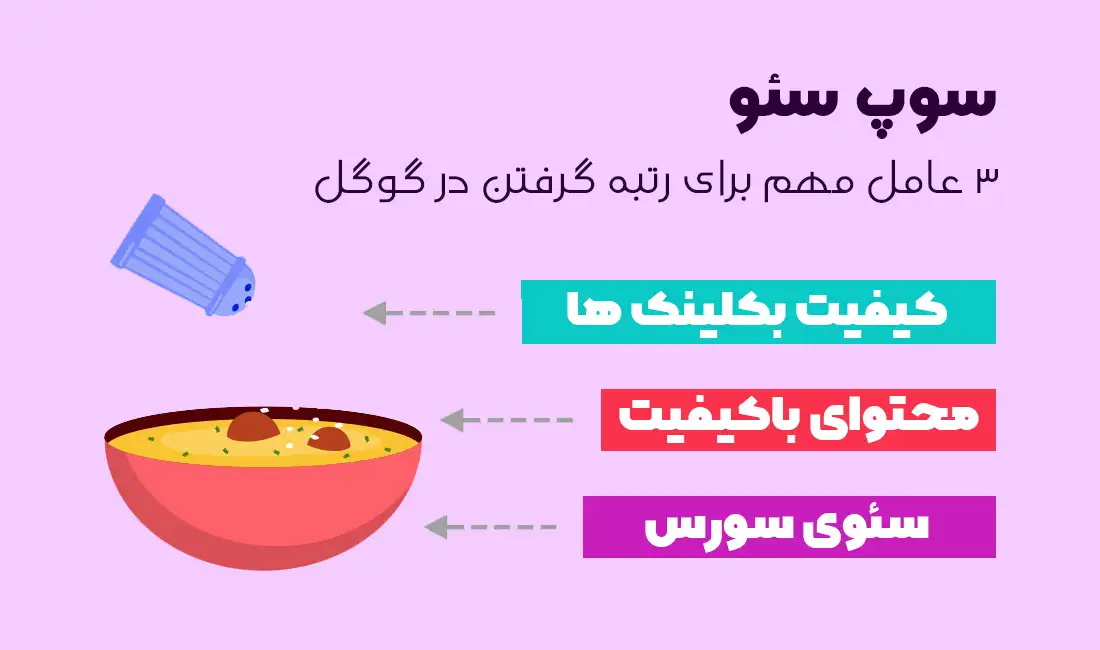 سوپ سئو
۳ عامل مهم برای رتبه گرفتن در گوگل
کیفیت بکلینک ها
محتوای باکیفیت
سئوی سورس